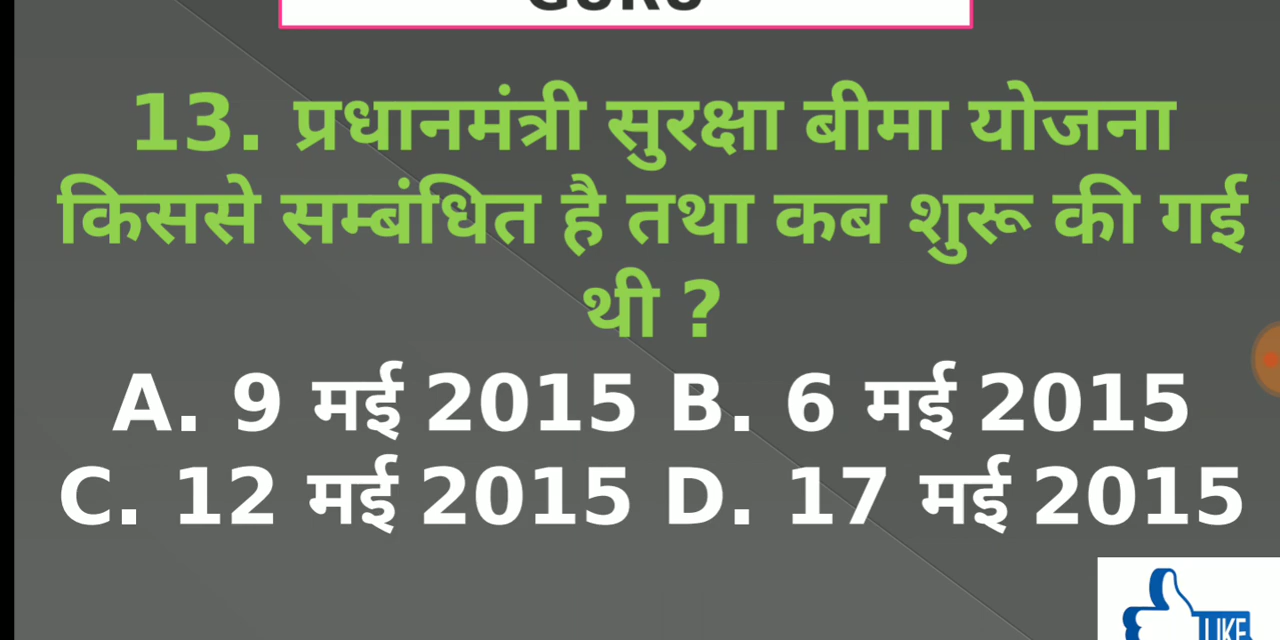 13. प्रधानमंत्री सुरक्षा बीमा योजना
किससे सम्बंधित है तथा कब शुरू की गई
थी ?
A. 9 मई 2015 B. 6 मई 2015
C. 12 मई 2015 D. 17 मई 2015
LIKE